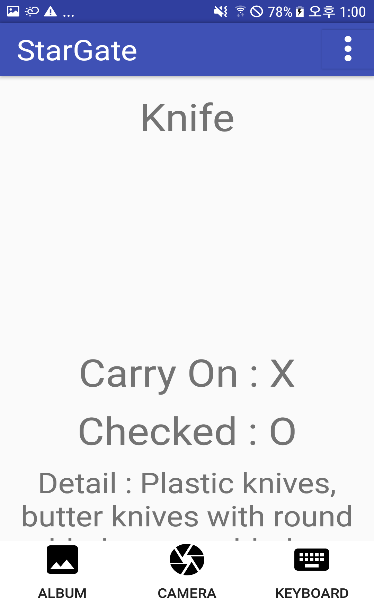 ... 78% 오후 1:00
StarGate
Knife
Carry On : X
Checked : O
Detail : Plastic knives,
butter knives with round
ALBUM CAMERA KEYBOARD